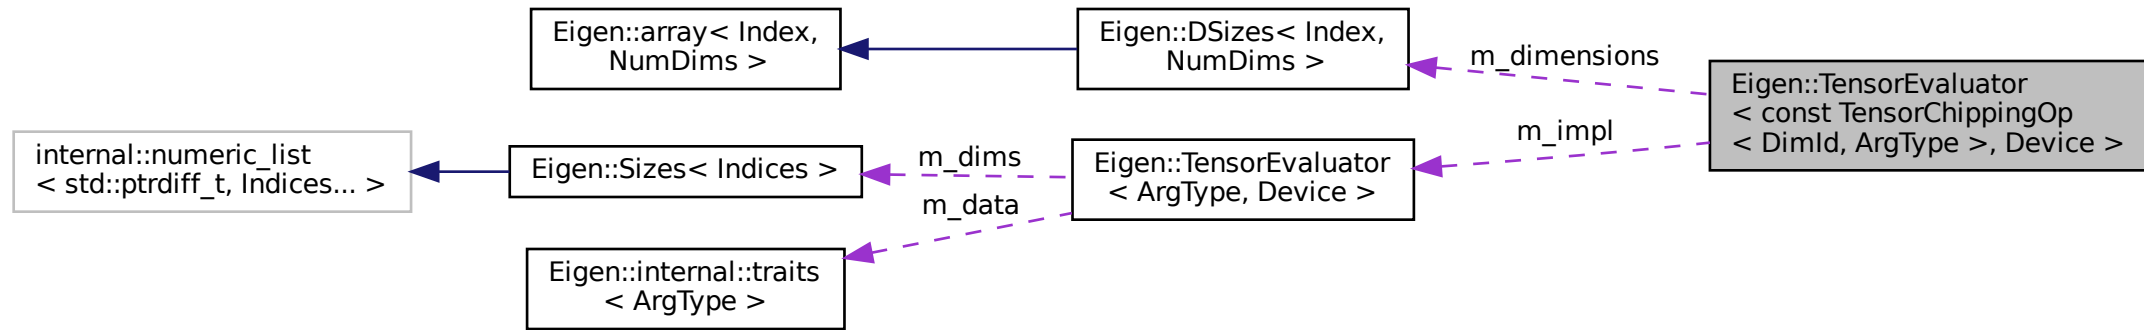 Eigen::array< Index,
NumDims >
Eigen::DSizes< Index,
NumDims >
m_dimensions
Eigen::TensorEvaluator
< const TensorChippingOp
< DimId, ArgType >, Device >
internal::numeric_list
< std::ptrdiff_t, Indices... >
Eigen::Sizes< Indices >
m_dims
Eigen::TensorEvaluator
< ArgType, Device >
m_impl
m_data
Eigen::internal::traits
< ArgType >